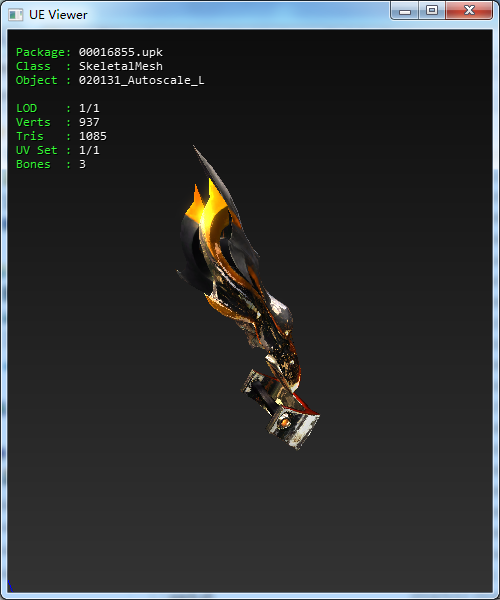 UE Viewer
Package: 00016855.upk
Class  : SkeletalMesh
Object : 020131_Autoscale_L
LOD    : 1/1
Verts  : 937
Tris   : 1085
UV Set : 1/1
Bones  : 3